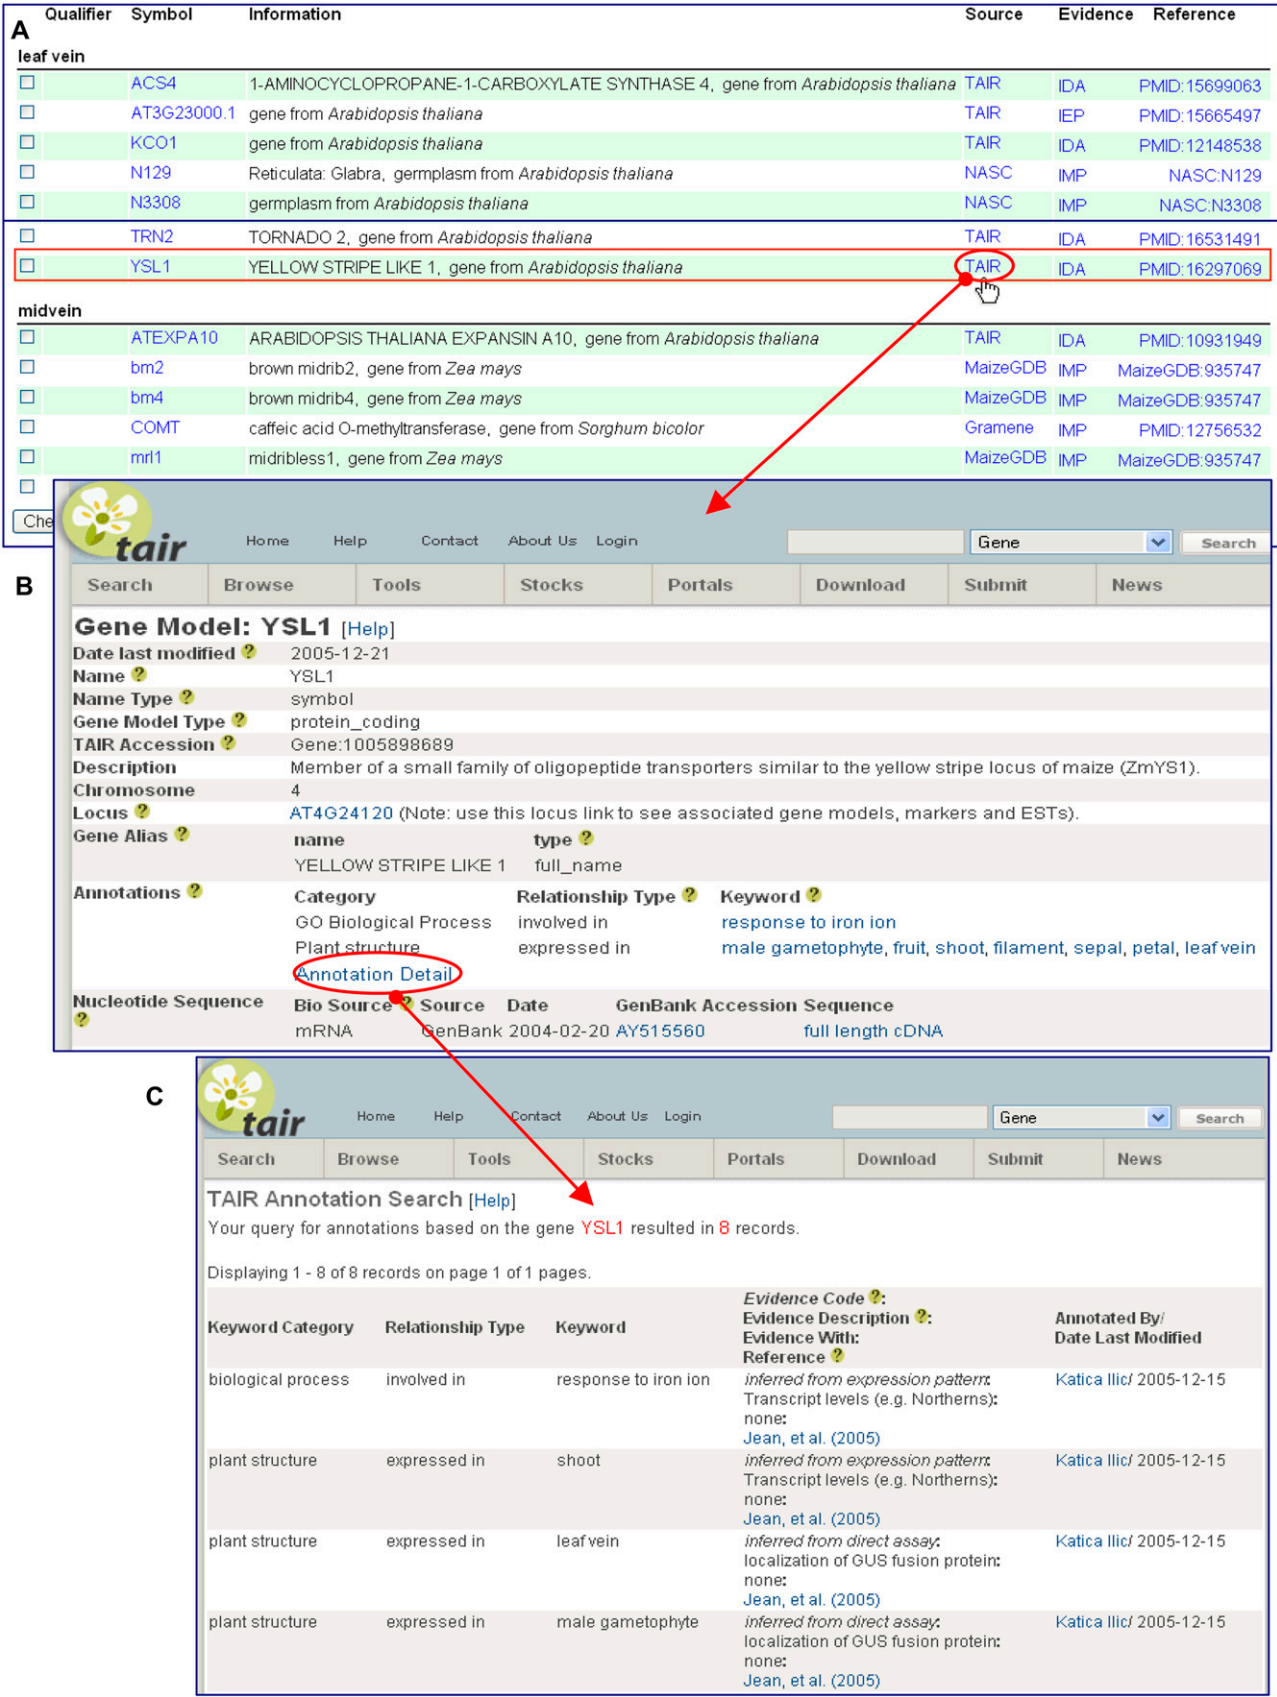 A
Qualifier Symbol Information Source Evidence Reference
leaf vein
ACS4 1-AMINOCYCLOPROPANE-1-CARBOXYLATE SYNTHASE 4, gene from Arabidopsis thaliana TAIR IDA PMID:15699063
AT3G23000.1 gene from Arabidopsis thaliana TAIR IEP PMID:15665497
KCO1 gene from Arabidopsis thaliana TAIR IDA PMID:12148538
N129 Reticulata: Glabra, germplasm from Arabidopsis thaliana NASC IMP NASC:N129
N3308 germplasm from Arabidopsis thaliana NASC IMP NASC:N3308
TRN2 TORNADO 2, gene from Arabidopsis thaliana TAIR IDA PMID:16531491
YSL1 YELLOW STRIPE LIKE 1, gene from Arabidopsis thaliana TAIR IDA PMID:16297069
midvein
ATEXPA10 ARABIDOPSIS THALIANA EXPANSIN A10, gene from Arabidopsis thaliana TAIR IDA PMID:10931949
bm2 brown midrib2, gene from Zea mays MaizeGDB IMP MaizeGDB:935747
bm4 brown midrib4, gene from Zea mays MaizeGDB IMP MaizeGDB:935747
COMT caffeic acid O-methyltransferase, gene from Sorghum bicolor Gramene IMP PMID:12756532
mrl1 midribless1, gene from Zea mays MaizeGDB IMP MaizeGDB:935747
Che
B
tair Home Help Contact About Us Login Gene Search
Search Browse Tools Stocks Portals Download Submit News
Gene Model: YSL1 [Help]
Date last modified ? 2005-12-21
Name ? YSL1
Name Type ? symbol
Gene Model Type ? protein_coding
TAIR Accession ? Gene:1005898689
Description Member of a small family of oligopeptide transporters similar to the yellow stripe locus of maize (ZmYS1).
Chromosome 4
Locus ? AT4G24120 (Note: use this locus link to see associated gene models, markers and ESTs).
Gene Alias ? name type ?
YELLOW STRIPE LIKE 1 full_name
Annotations ? Category Relationship Type ? Keyword ?
GO Biological Process involved in response to iron ion
Plant structure expressed in male gametophyte, fruit, shoot, filament, sepal, petal, leaf vein
Annotation Detail
Nucleotide Sequence ? Bio Source ? Source Date GenBank Accession Sequence
mRNA GenBank 2004-02-20 AY515560 full length cDNA
C
tair Home Help Contact About Us Login Gene Search
Search Browse Tools Stocks Portals Download Submit News
TAIR Annotation Search [Help]
Your query for annotations based on the gene YSL1 resulted in 8 records.
Displaying 1 - 8 of 8 records on page 1 of 1 pages.
Keyword Category Relationship Type Keyword Evidence Code ?: Annotated By/
Evidence Description ?: Date Last Modified
Evidence With:
Reference ?
biological process involved in response to iron ion inferred from expression pattern: Katica Ilic/ 2005-12-15
Transcript levels (e.g. Northerns):
none:
Jean, et al. (2005)
plant structure expressed in shoot inferred from expression pattern: Katica Ilic/ 2005-12-15
Transcript levels (e.g. Northerns):
none:
Jean, et al. (2005)
plant structure expressed in leaf vein inferred from direct assay: Katica Ilic/ 2005-12-15
localization of GUS fusion protein:
none:
Jean, et al. (2005)
plant structure expressed in male gametophyte inferred from direct assay: Katica Ilic/ 2005-12-15
localization of GUS fusion protein:
none:
Jean, et al. (2005)